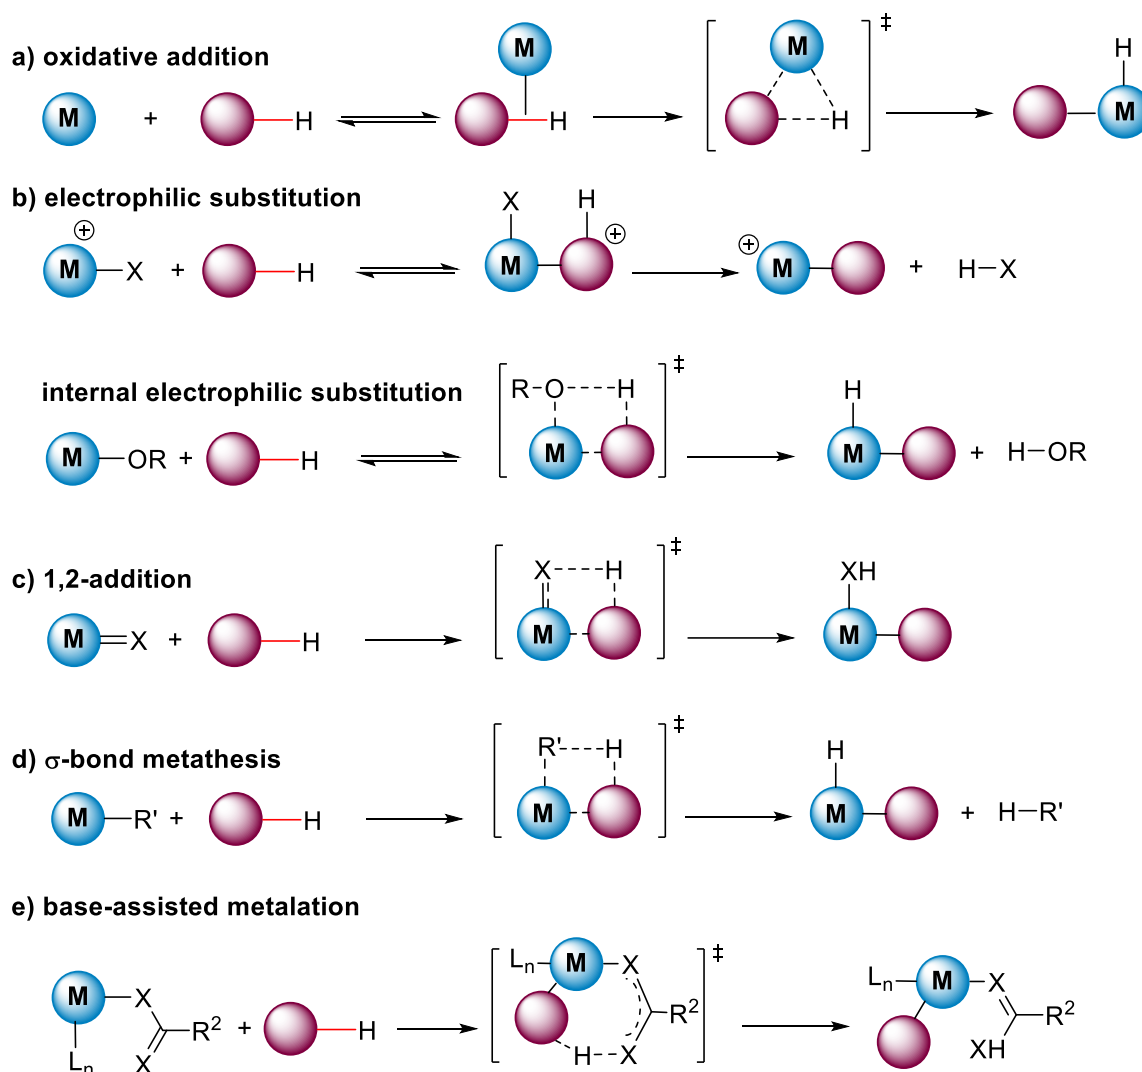 a) oxidative addition
M + H M H [ M H ]‡ H M
b) electrophilic substitution
⊕ M X + H X M H ⊕ ⊕ M + H–X
internal electrophilic substitution
M OR + H [ R O H M ]‡ H M + H–OR
c) 1,2-addition
M X + H [ X H M ]‡ XH M
d) σ-bond metathesis
M R' + H [ R' H M ]‡ H M + H–R'
e) base-assisted metalation
M X X R² Lₙ + H [ Lₙ M X R² H X ]‡ Lₙ M X R² XH